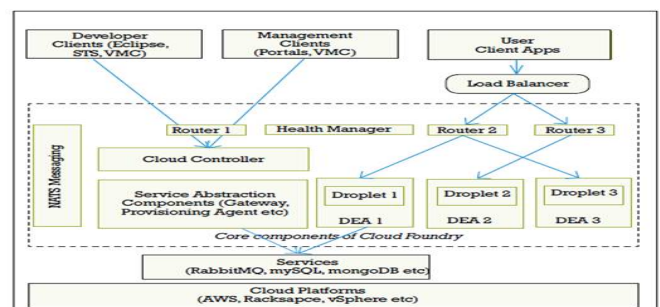 Developer
Clients (Eclipse,
STS, VMC)
Management
Clients
(Portals, VMC)
User
Client Apps
Load Balancer
NATS Messaging
Router 1
Health Manager
Router 2
Router 3
Cloud Controller
Service Abstraction
Components (Gateway,
Provisioning Agent etc)
Droplet 1
DEA 1
Droplet 2
DEA 2
Droplet 3
DEA 3
Core components of Cloud Foundry
Services
(RabbitMQ, mySQL, mongoDB etc)
Cloud Platforms
(AWS, Racksapce, vSphere etc)